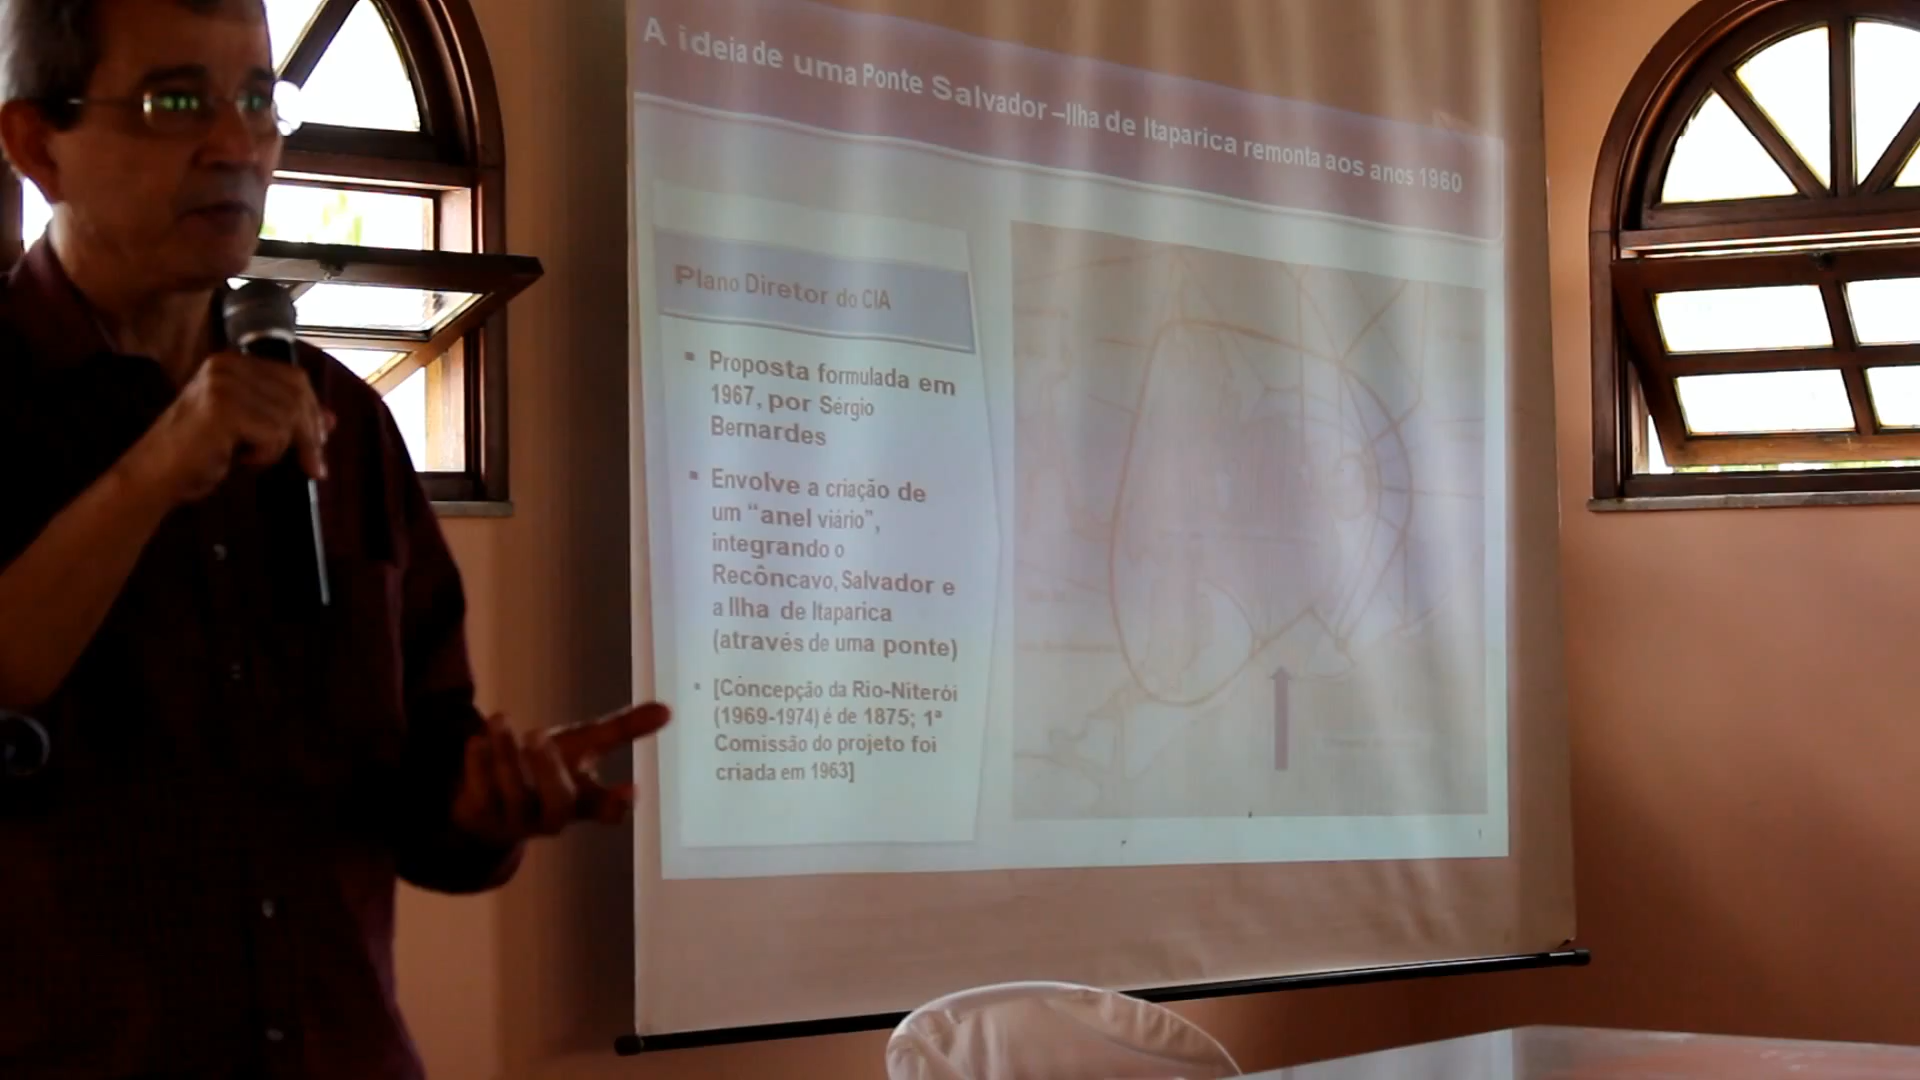 A ideia de uma Ponte Salvador –Ilha de Itaparica remonta aos anos 1960
Plano Diretor do CIA
▪ Proposta formulada em
1967, por Sérgio
Bernardes
▪ Envolve a criação de
um “anel viário”,
integrando o
Recôncavo, Salvador e
a Ilha de Itaparica
(através de uma ponte)
• [Concepção da Rio-Niterói
(1969-1974) é de 1875; 1ª
Comissão do projeto foi
criada em 1963]